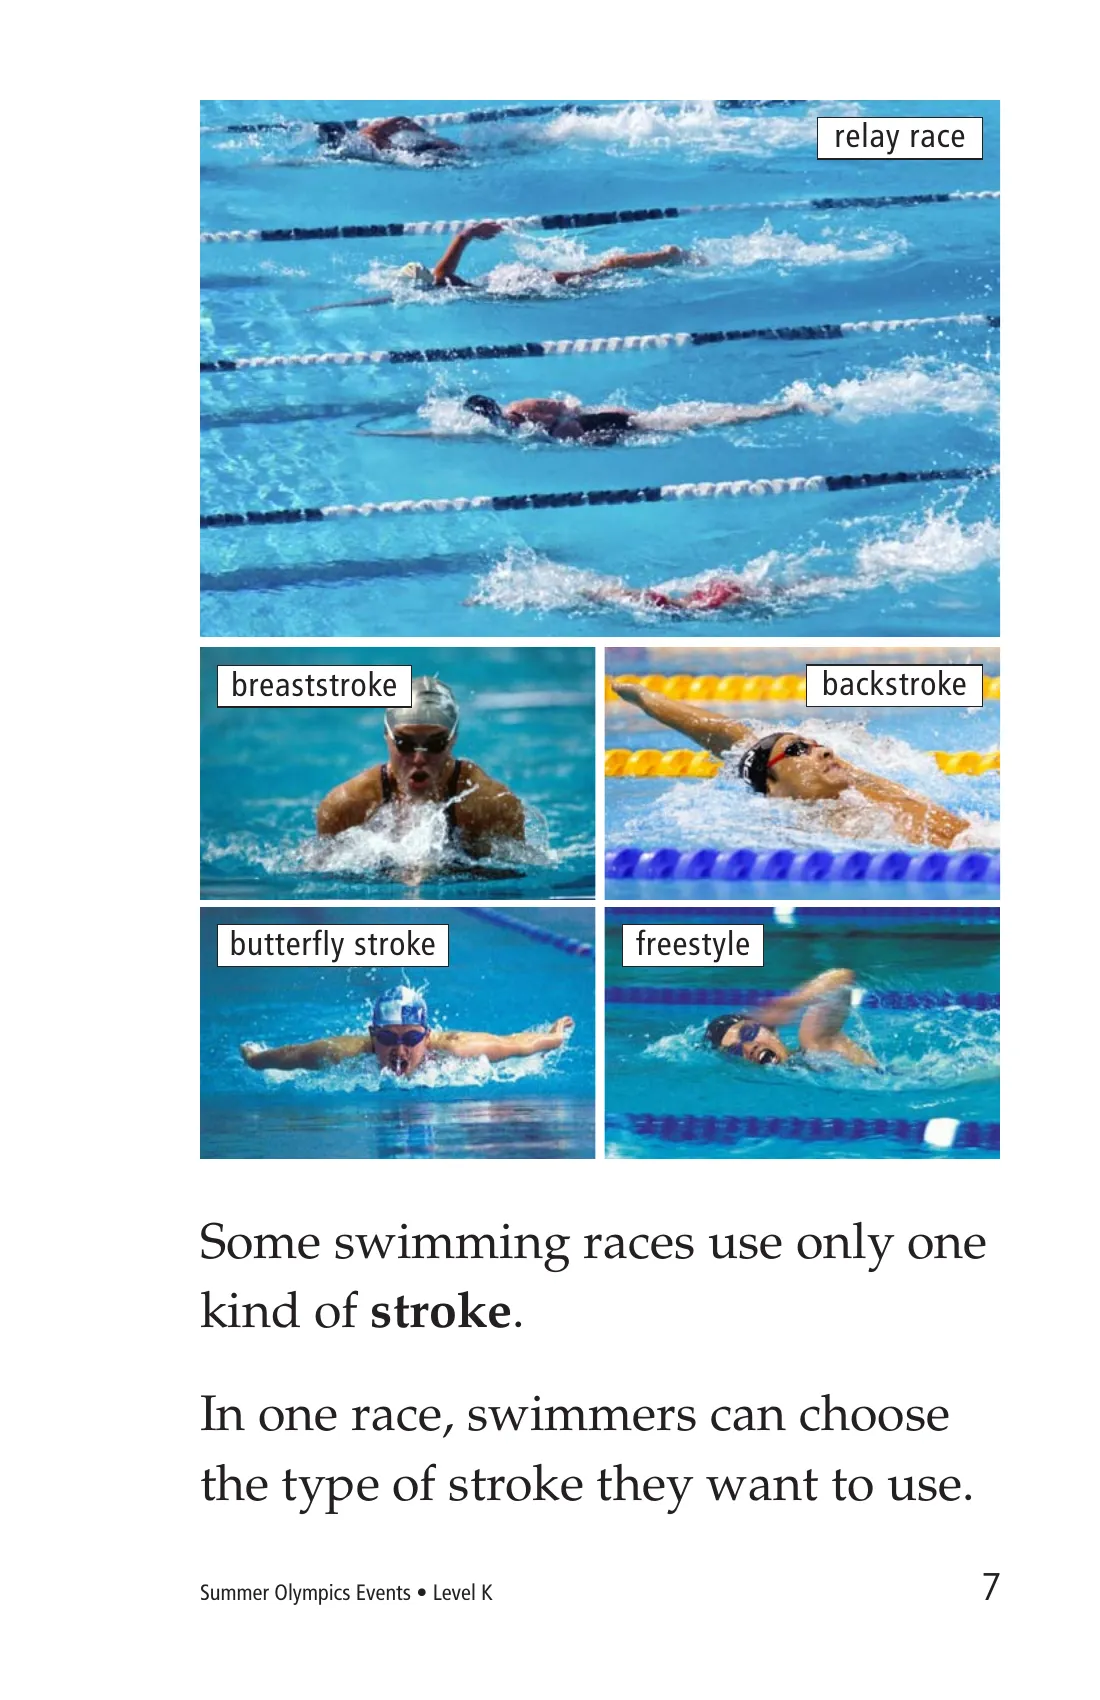 relay race
breaststroke
backstroke
butterfly stroke
freestyle
Some swimming races use only one
kind of stroke.
In one race, swimmers can choose
the type of stroke they want to use.
Summer Olympics Events • Level K
7